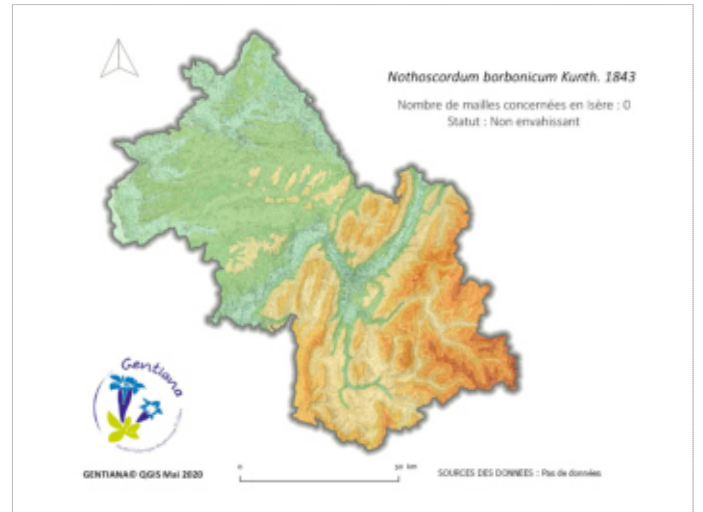 Nothoscordum borbonicum Kunth. 1843
Nombre de mailles concernées en Isère : 0
Statut : Non envahissant
Gentiana
GENTIANA© QGIS Mai 2020
0
30 km
SOURCES DES DONNEES : Pas de données